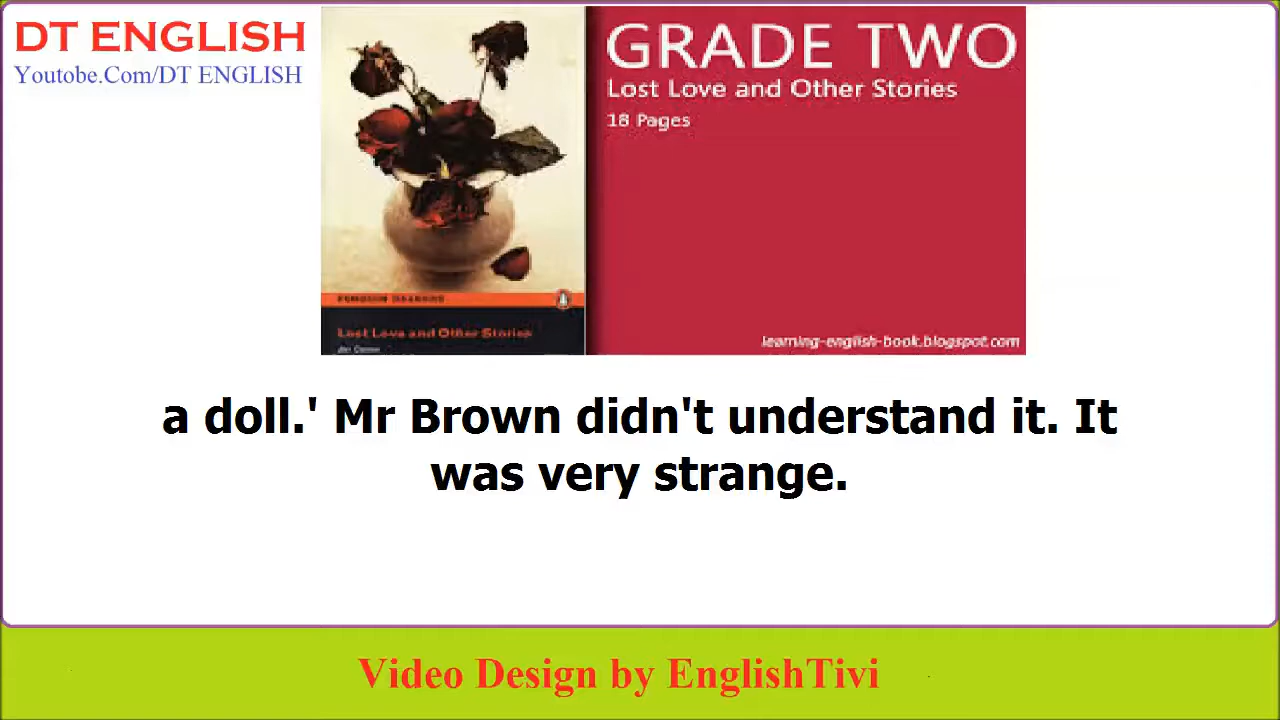 DT ENGLISH
Youtobe.Com/DT ENGLISH
GRADE TWO
Lost Love and Other Stories
18 Pages
PENGUIN READERS
Lost Love and Other Stories
learning-english-book.blogspot.com
a doll.' Mr Brown didn't understand it. It
was very strange.
Video Design by EnglishTivi